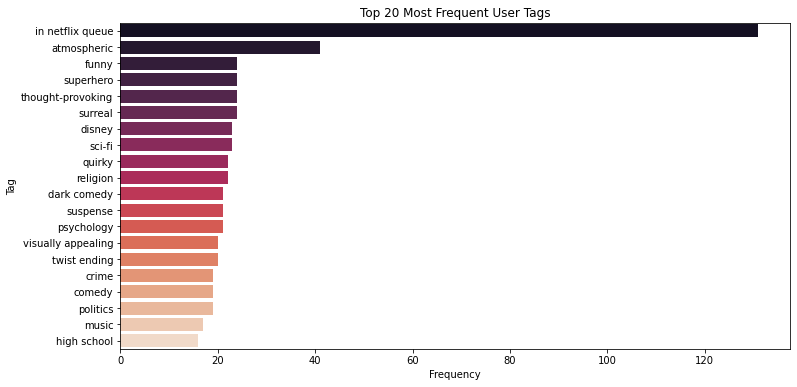 Top 20 Most Frequent User Tags
in netflix queue
atmospheric
funny
superhero
thought-provoking
surreal
disney
sci-fi
quirky
religion
dark comedy
suspense
psychology
visually appealing
twist ending
crime
comedy
politics
music
high school
Tag
0 20 40 60 80 100 120
Frequency